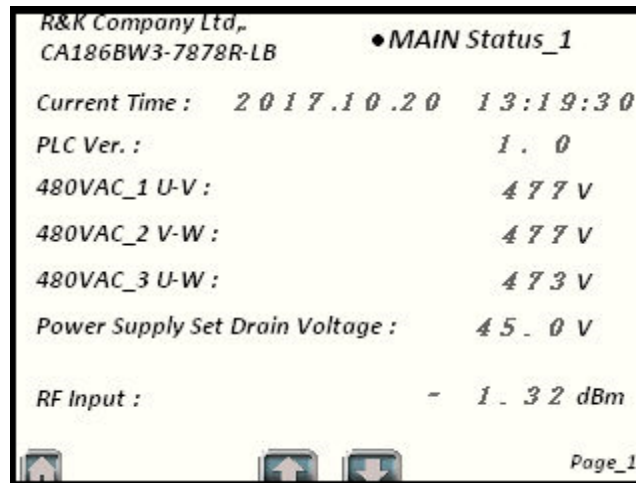 R&K Company Ltd,.
CA186BW3-7878R-LB
●MAIN Status_1
Current Time : 2017.10.20 13:19:30
PLC Ver. : 1. 0
480VAC_1 U-V : 477 V
480VAC_2 V-W : 477 V
480VAC_3 U-W : 473 V
Power Supply Set Drain Voltage : 45.0 V
RF Input : - 1.32 dBm
Page_1